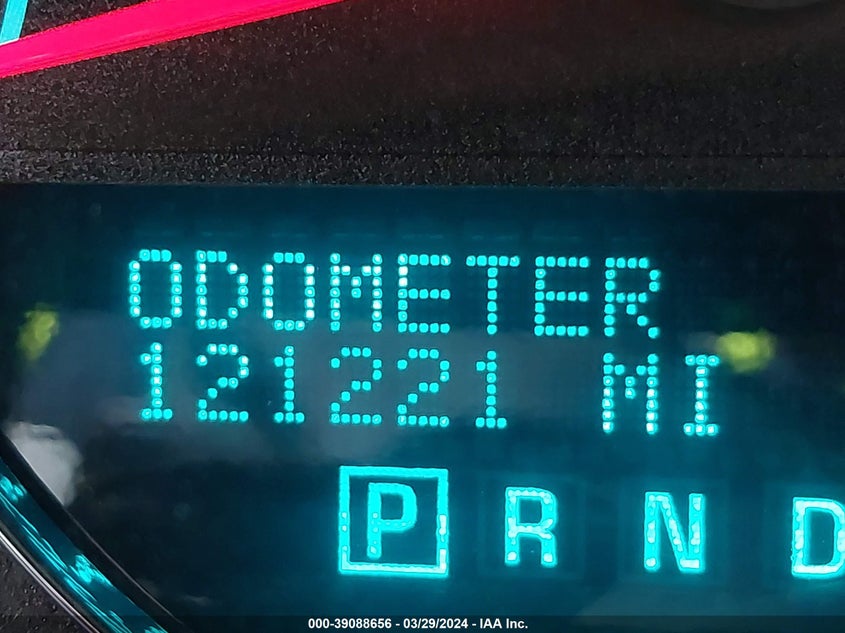 ODOMETER
121221 MI
P R N D
000-39088656 - 03/29/2024 - IAA Inc.